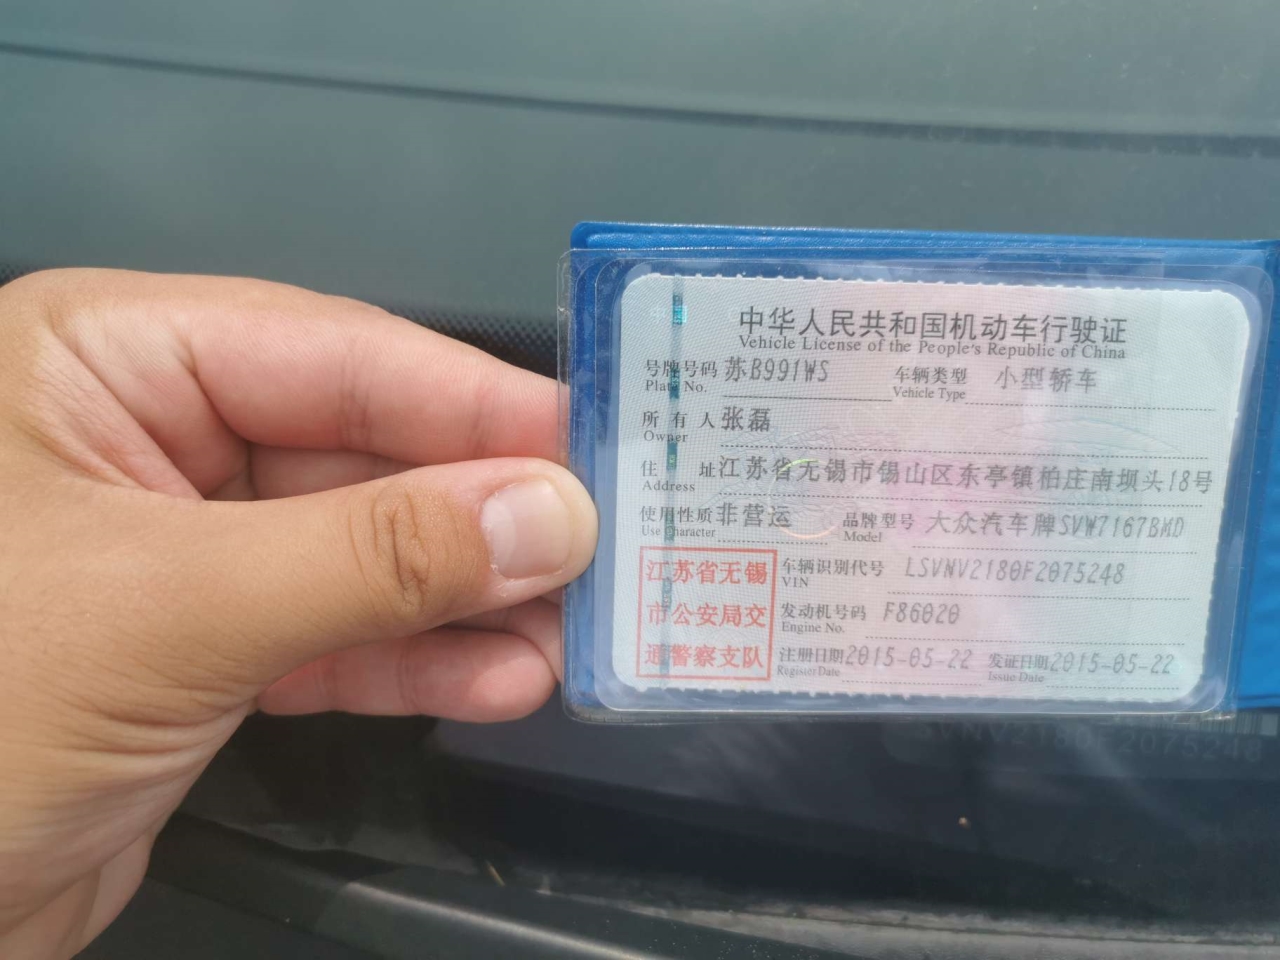 中华人民共和国机动车行驶证
Vehicle License of the People's Republic of China
号牌号码 苏B991WS 车辆类型 小型轿车
Plate No. Vehicle Type
所有人 张磊
Owner
住址 江苏省无锡市锡山区东亭镇柏庄南坝头18号
Address
使用性质 非营运 品牌型号 大众汽车牌SVW7167BMD
Use Character Model
江苏省无锡
市公安局交
通警察支队
车辆识别代号 LSVNV2180F2075248
VIN
发动机号码 F86020
Engine No.
注册日期 2015-05-22 发证日期 2015-05-22
Register Date Issue Date
SVNV2180F2075248